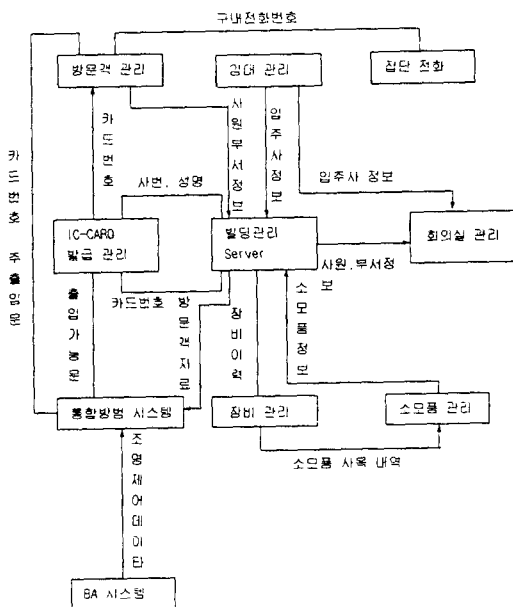 구내전화번호
방문객 관리
임대 관리
집단 전화
카드번호
사원부서정보
입주사정보
입주사 정보
카드번호 주출입문
사번, 성명
IC-CARD
발급 관리
빌딩관리
Server
회의실 관리
사원,부서정
보
카드번호
출입가능문
방문객자료
장비이력
소모품정보
통합방범 시스템
장비 관리
소모품 관리
소모품 사용 내역
조명제어데이타
BA 시스템